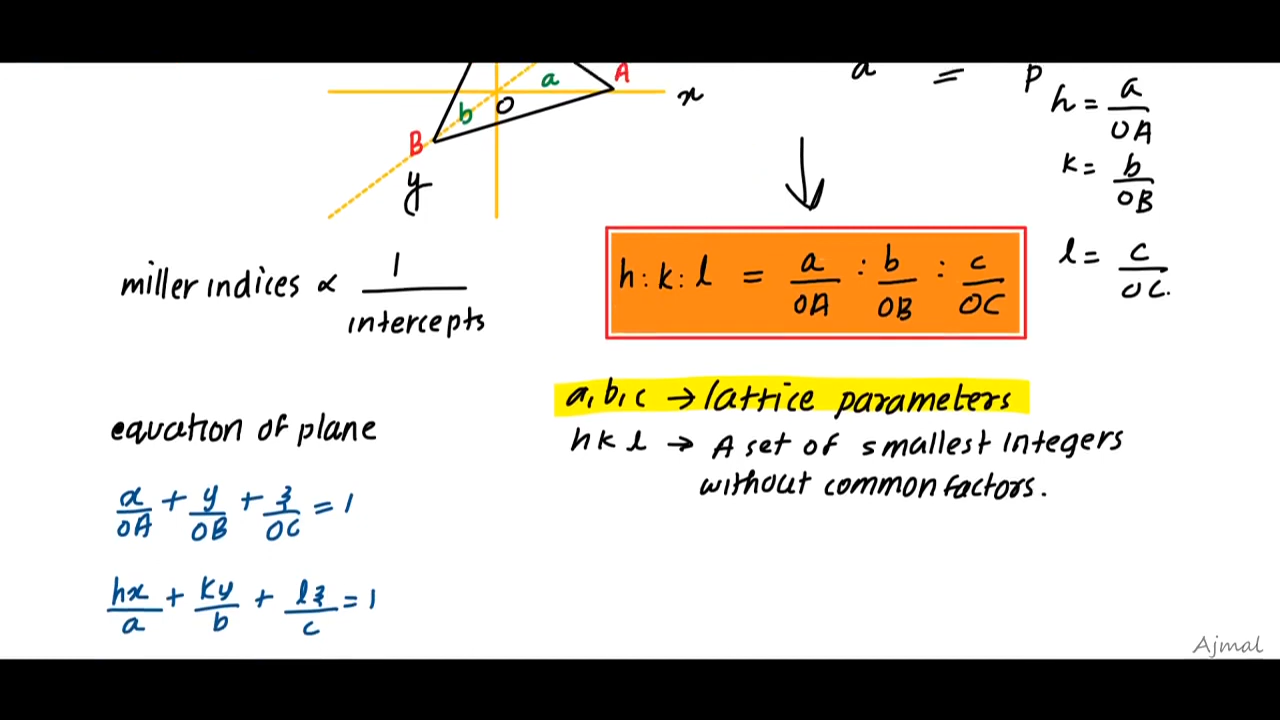 A
a
x
b
O
B
y
a = p
h = a/OA
k = b/OB
l = c/OC.
miller indices ∝ 1/intercepts
h : k : l = a/OA : b/OB : c/OC
a, b, c → lattice parameters
h k l → A set of smallest integers
without common factors.
equation of plane
x/OA + y/OB + z/OC = 1
hx/a + ky/b + lz/c = 1
Ajmal